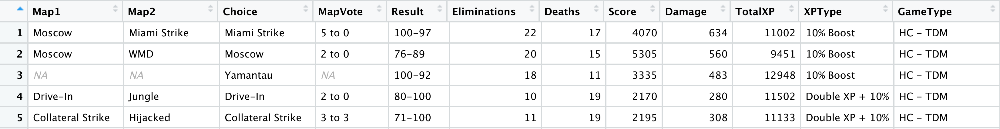 Map1 Map2 Choice MapVote Result Eliminations Deaths Score Damage TotalXP XPType GameType
1 Moscow Miami Strike Miami Strike 5 to 0 100-97 22 17 4070 634 11002 10% Boost HC - TDM
2 Moscow WMD Moscow 2 to 0 76-89 20 15 5305 560 9451 10% Boost HC - TDM
3 NA NA Yamantau NA 100-92 18 11 3335 483 12948 10% Boost HC - TDM
4 Drive-In Jungle Drive-In 2 to 0 80-100 10 19 2170 280 11502 Double XP + 10% HC - TDM
5 Collateral Strike Hijacked Collateral Strike 3 to 3 71-100 11 19 2195 308 11133 Double XP + 10% HC - TDM